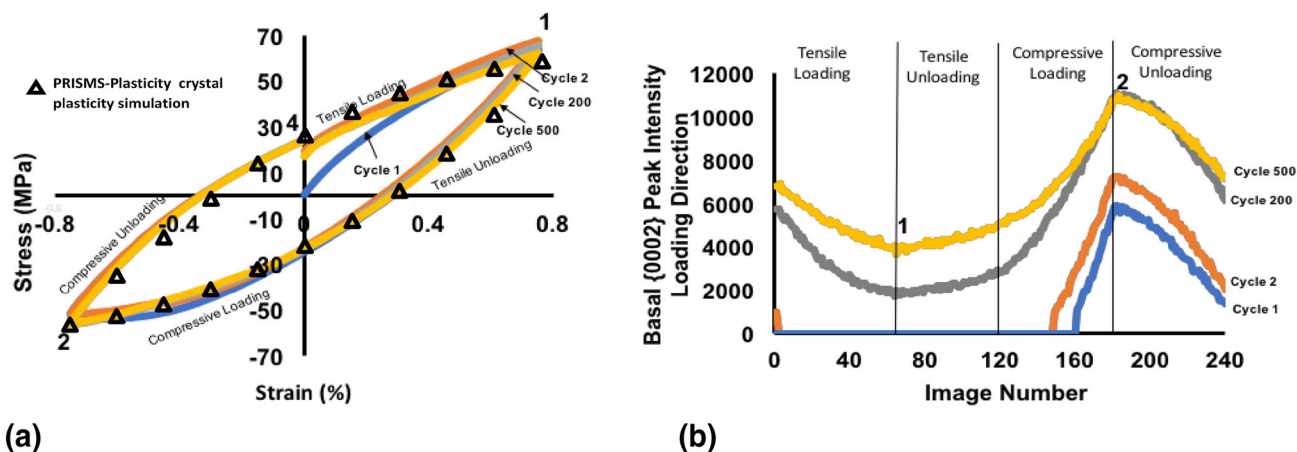 70
1
50
30
10
-10
-30
-50
-70
-0.8
-0.4
0
0.4
0.8
-0.8
PRISMS-Plasticity crystal
plasticity simulation
4
2
Tensile Loading
Cycle 2
Cycle 200
Cycle 500
Cycle 1
Tensile Unloading
Compressive Unloading
Compressive Loading
Stress (MPa)
Strain (%)
(a)
Tensile
Loading
Tensile
Unloading
Compressive
Loading
Compressive
Unloading
Basal {0002} Peak Intensity
Loading Direction
12000
10000
8000
6000
4000
2000
0
1
2
Cycle 500
Cycle 200
Cycle 2
Cycle 1
0
40
80
120
160
200
240
Image Number
(b)